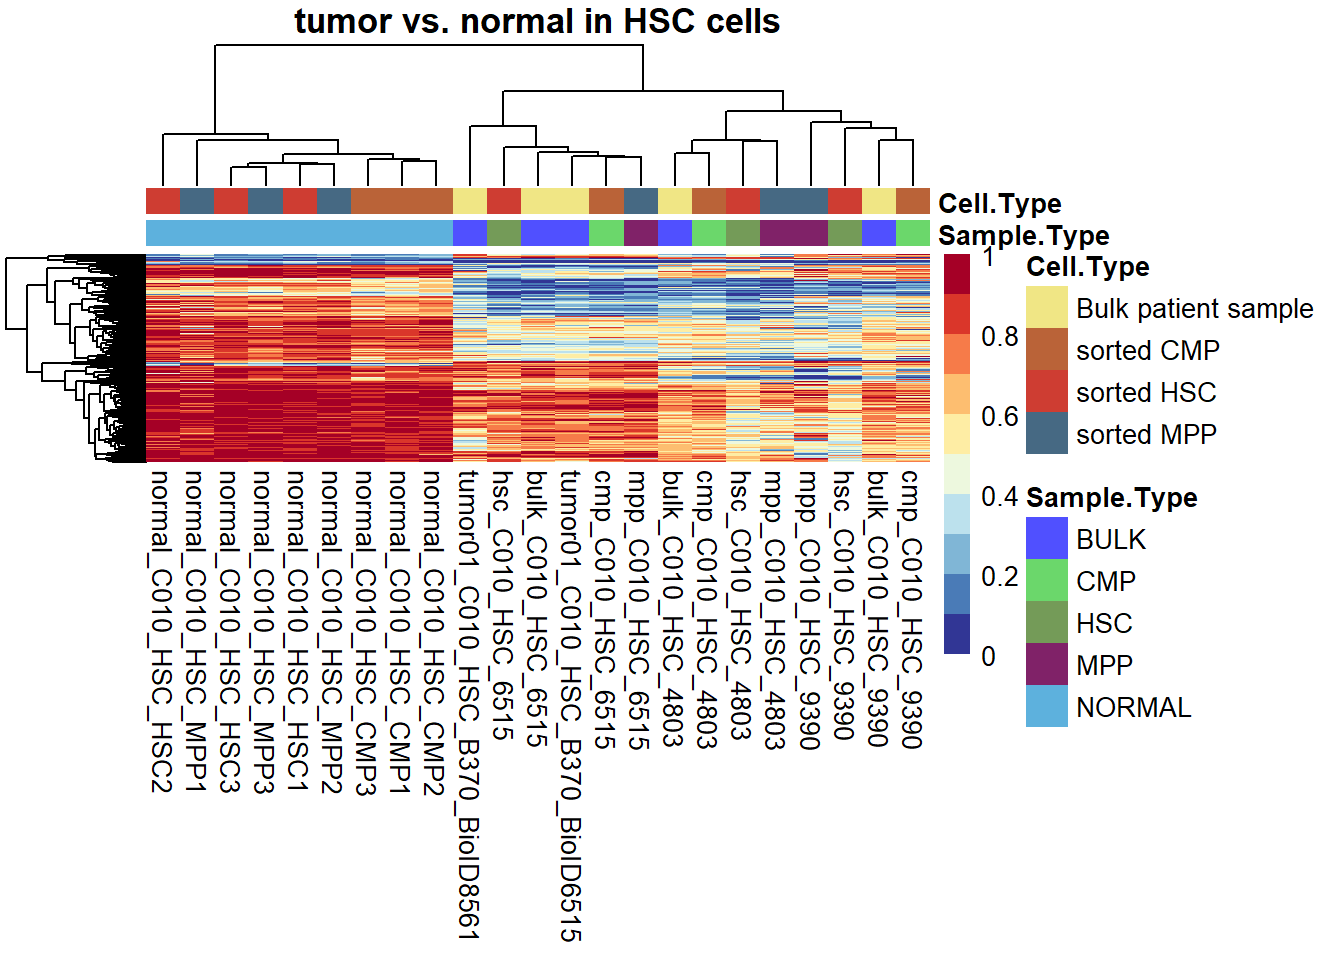 tumor vs. normal in HSC cells
Cell.Type
Sample.Type
1
0.8
0.6
0.4
0.2
0
Cell.Type
Bulk patient sample
sorted CMP
sorted HSC
sorted MPP
Sample.Type
BULK
CMP
HSC
MPP
NORMAL
normal_C010_HSC_HSC2
normal_C010_HSC_MPP1
normal_C010_HSC_HSC3
normal_C010_HSC_MPP3
normal_C010_HSC_HSC1
normal_C010_HSC_MPP2
normal_C010_HSC_CMP3
normal_C010_HSC_CMP1
normal_C010_HSC_CMP2
tumor01_C010_HSC_B370_BioID8561
hsc_C010_HSC_6515
bulk_C010_HSC_6515
tumor01_C010_HSC_B370_BioID6515
cmp_C010_HSC_6515
mpp_C010_HSC_6515
bulk_C010_HSC_4803
cmp_C010_HSC_4803
hsc_C010_HSC_4803
mpp_C010_HSC_4803
mpp_C010_HSC_9390
hsc_C010_HSC_9390
bulk_C010_HSC_9390
cmp_C010_HSC_9390